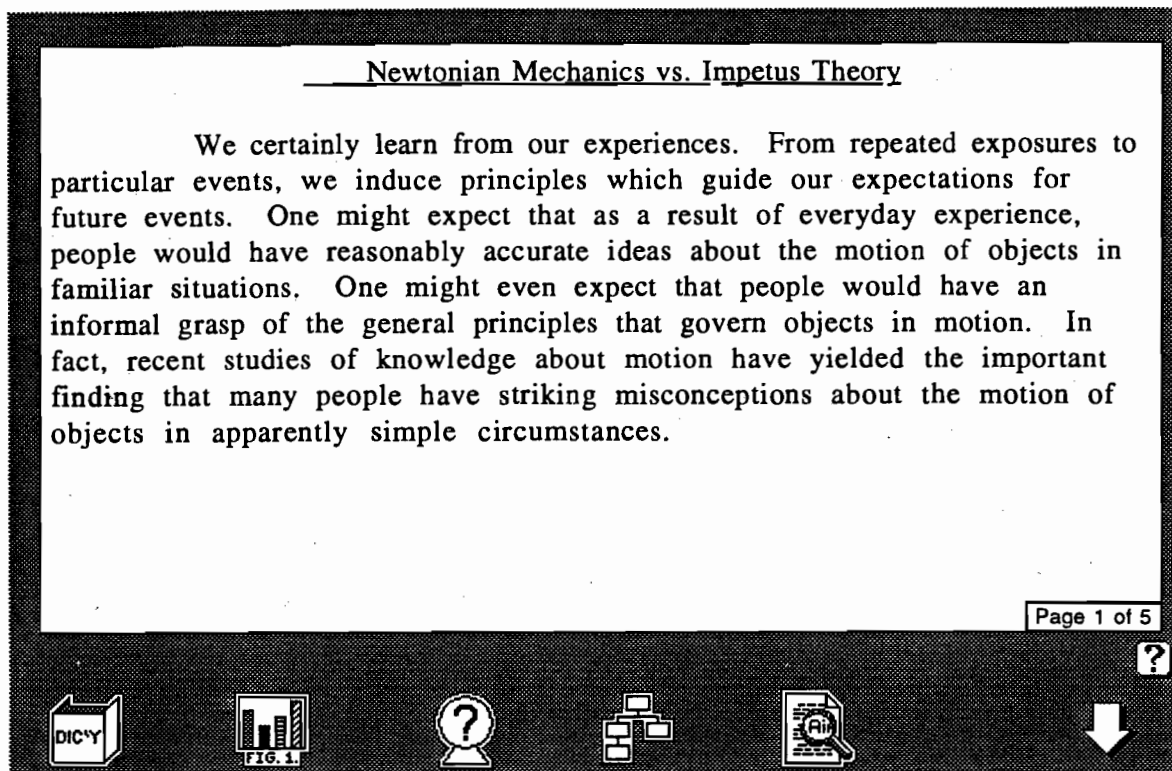 Newtonian Mechanics vs. Impetus Theory
We certainly learn from our experiences. From repeated exposures to
particular events, we induce principles which guide our expectations for
future events. One might expect that as a result of everyday experience,
people would have reasonably accurate ideas about the motion of objects in
familiar situations. One might even expect that people would have an
informal grasp of the general principles that govern objects in motion. In
fact, recent studies of knowledge about motion have yielded the important
finding that many people have striking misconceptions about the motion of
objects in apparently simple circumstances.
Page 1 of 5
?
DIC'Y
FIG. 1.
?
Ai